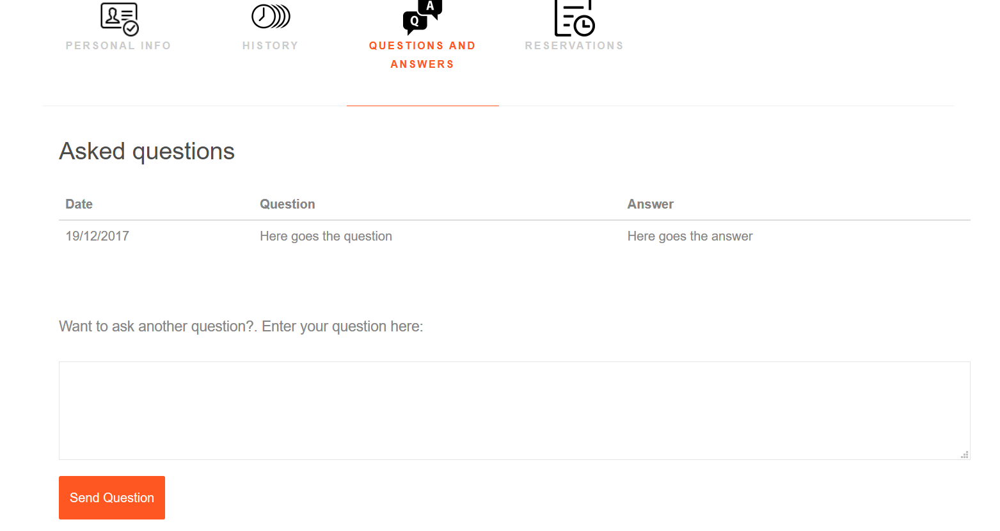 A
Q
PERSONAL INFO
HISTORY
QUESTIONS AND
ANSWERS
RESERVATIONS
Asked questions
Date Question Answer
19/12/2017 Here goes the question Here goes the answer
Want to ask another question?. Enter your question here:
Send Question